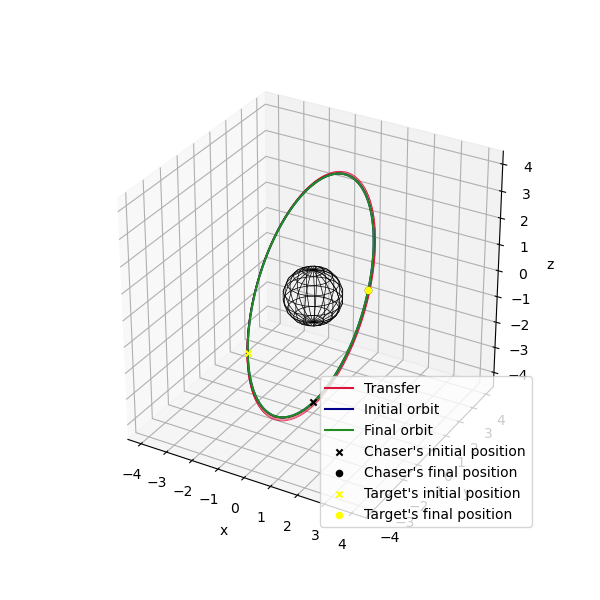 4
3
2
1
0
−1
−2
−3
−4
z
Transfer
Initial orbit
Final orbit
Chaser's initial position
Chaser's final position
Target's initial position
Target's final position
−4
−3
−2
−1
0
1
2
3
4
x
−4
−3
−2
3
4